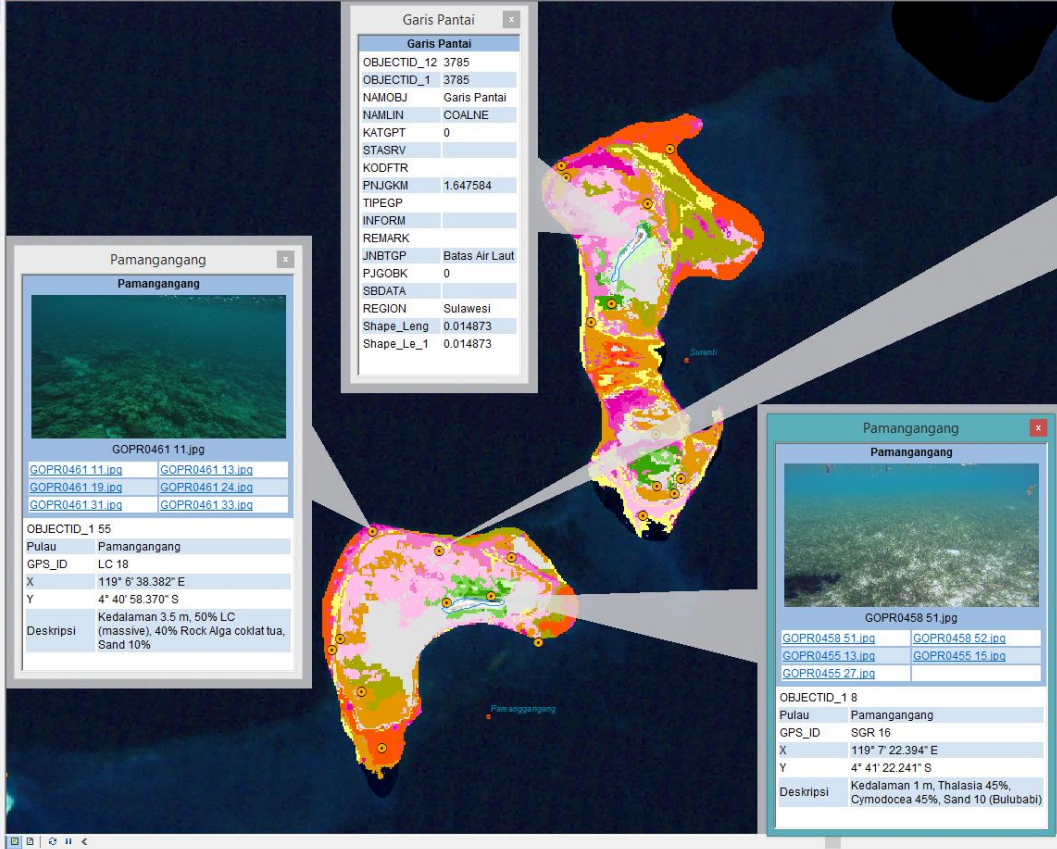 Garis Pantai
x
Garis Pantai
OBJECTID_12 3785
OBJECTID_1 3785
NAMOBJ Garis Pantai
NAMLIN COALNE
KATGPT 0
STASRV
KODFTR
PNJGKM 1.647584
TIPEGP
INFORM
REMARK
JNBTGP Batas Air Laut
PJGOBK 0
SBDATA
REGION Sulawesi
Shape_Leng 0.014873
Shape_Le_1 0.014873
Pamangangang
x
Pamangangang
GOPR0461 11.jpg
GOPR0461 11.jpg GOPR0461 13.jpg
GOPR0461 19.jpg GOPR0461 24.jpg
GOPR0461 31.jpg GOPR0461 33.jpg
OBJECTID_1 55
Pulau Pamangangang
GPS_ID LC 18
X 119° 6' 38.382" E
Y 4° 40' 58.370" S
Deskripsi Kedalaman 3.5 m, 50% LC
(massive), 40% Rock Alga coklat tua,
Sand 10%
Suranti
Pamanggangang
Pamangangang
x
Pamangangang
GOPR0458 51.jpg
GOPR0458 51.jpg GOPR0458 52.jpg
GOPR0455 13.jpg GOPR0455 15.jpg
GOPR0455 27.jpg
OBJECTID_1 8
Pulau Pamangangang
GPS_ID SGR 16
X 119° 7' 22.394" E
Y 4° 41' 22.241" S
Deskripsi Kedalaman 1 m, Thalasia 45%,
Cymodocea 45%, Sand 10 (Bulubabi)